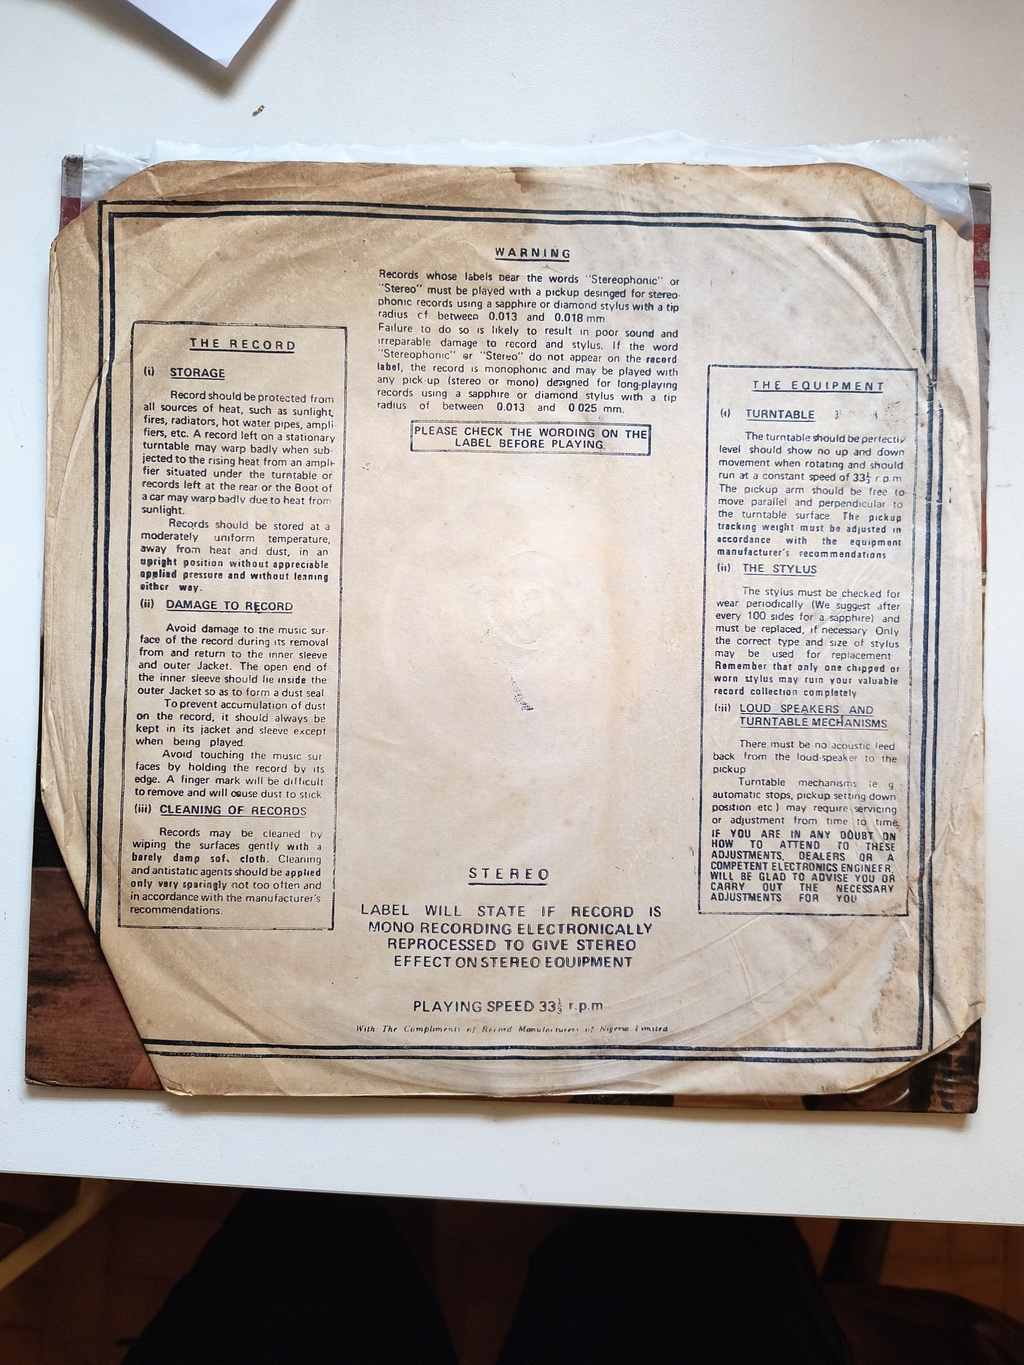 WARNING
Records whose labels bear the words "Stereophonic" or
"Stereo" must be played with a pickup desinged for stereo-
phonic records using a sapphire or diamond stylus with a tip
radius of between 0.013 and 0.018 mm
Failure to do so is likely to result in poor sound and
irreparable damage to record and stylus. If the word
"Stereophonic" or "Stereo" do not appear on the record
label, the record is monophonic and may be played with
any pick-up (stereo or mono) designed for long-playing
records using a sapphire or diamond stylus with a tip
radius of between 0.013 and 0.025 mm.
PLEASE CHECK THE WORDING ON THE
LABEL BEFORE PLAYING.
THE RECORD
(i) STORAGE
Record should be protected from
all sources of heat, such as sunlight,
fires, radiators, hot water pipes, ampli-
fiers, etc. A record left on a stationary
turntable may warp badly when sub-
jected to the rising heat from an ampli-
fier situated under the turntable or
records left at the rear or the Boot of
a car may warp badly due to heat from
sunlight.
Records should be stored at a
moderately uniform temperature,
away from heat and dust, in an
upright position without appreciable
applied pressure and without leaning
either way.
(ii) DAMAGE TO RECORD
Avoid damage to the music sur-
face of the record during its removal
from and return to the inner sleeve
and outer Jacket. The open end of
the inner sleeve should lie inside the
outer Jacket so as to form a dust seal
To prevent accumulation of dust
on the record, it should always be
kept in its jacket and sleeve except
when being played.
Avoid touching the music sur-
faces by holding the record by its
edge. A finger mark will be difficult
to remove and will cause dust to stick
(iii) CLEANING OF RECORDS
Records may be cleaned by
wiping the surfaces gently with a
barely damp soft cloth. Cleaning
and antistatic agents should be applied
only very sparingly not too often and
in accordance with the manufacturer's
recommendations.
THE EQUIPMENT
(i) TURNTABLE
The turntable should be perfectly
level should show no up and down
movement when rotating and should
run at a constant speed of 33⅓ r p m
The pickup arm should be free to
move parallel and perpendicular to
the turntable surface The pickup
tracking weight must be adjusted in
accordance with the equipment
manufacturer's recommendations
(ii) THE STYLUS
The stylus must be checked for
wear periodically (We suggest after
every 100 sides for a sapphire) and
must be replaced, if necessary Only
the correct type and size of stylus
may be used for replacement
Remember that only one chipped or
worn stylus may ruin your valuable
record collection completely
(iii) LOUD SPEAKERS AND
TURNTABLE MECHANISMS
There must be no acoustic feed
back from the loud-speaker to the
pickup
Turntable mechanisms (e g
automatic stops, pickup setting down
position etc) may require servicing
or adjustment from time to time
IF YOU ARE IN ANY DOUBT ON
HOW TO ATTEND TO THESE
ADJUSTMENTS, DEALERS OR A
COMPETENT ELECTRONICS ENGINEER,
WILL BE GLAD TO ADVISE YOU OR
CARRY OUT THE NECESSARY
ADJUSTMENTS FOR YOU
STEREO
LABEL WILL STATE IF RECORD IS
MONO RECORDING ELECTRONICALLY
REPROCESSED TO GIVE STEREO
EFFECT ON STEREO EQUIPMENT
PLAYING SPEED 33⅓ r.p.m
With The Compliments of Record Manufacturers of Nigeria Limited